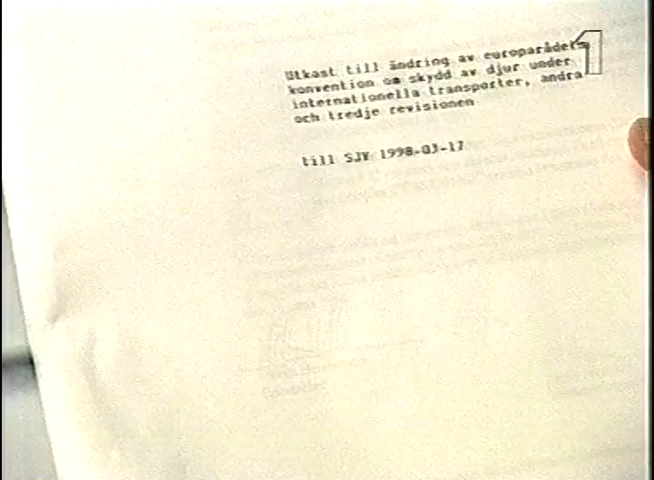 Utkast till ändring av europarådets
konvention om skydd av djur under
internationella transporter, andra
och tredje revisionen
till SJV 1998-03-17
1